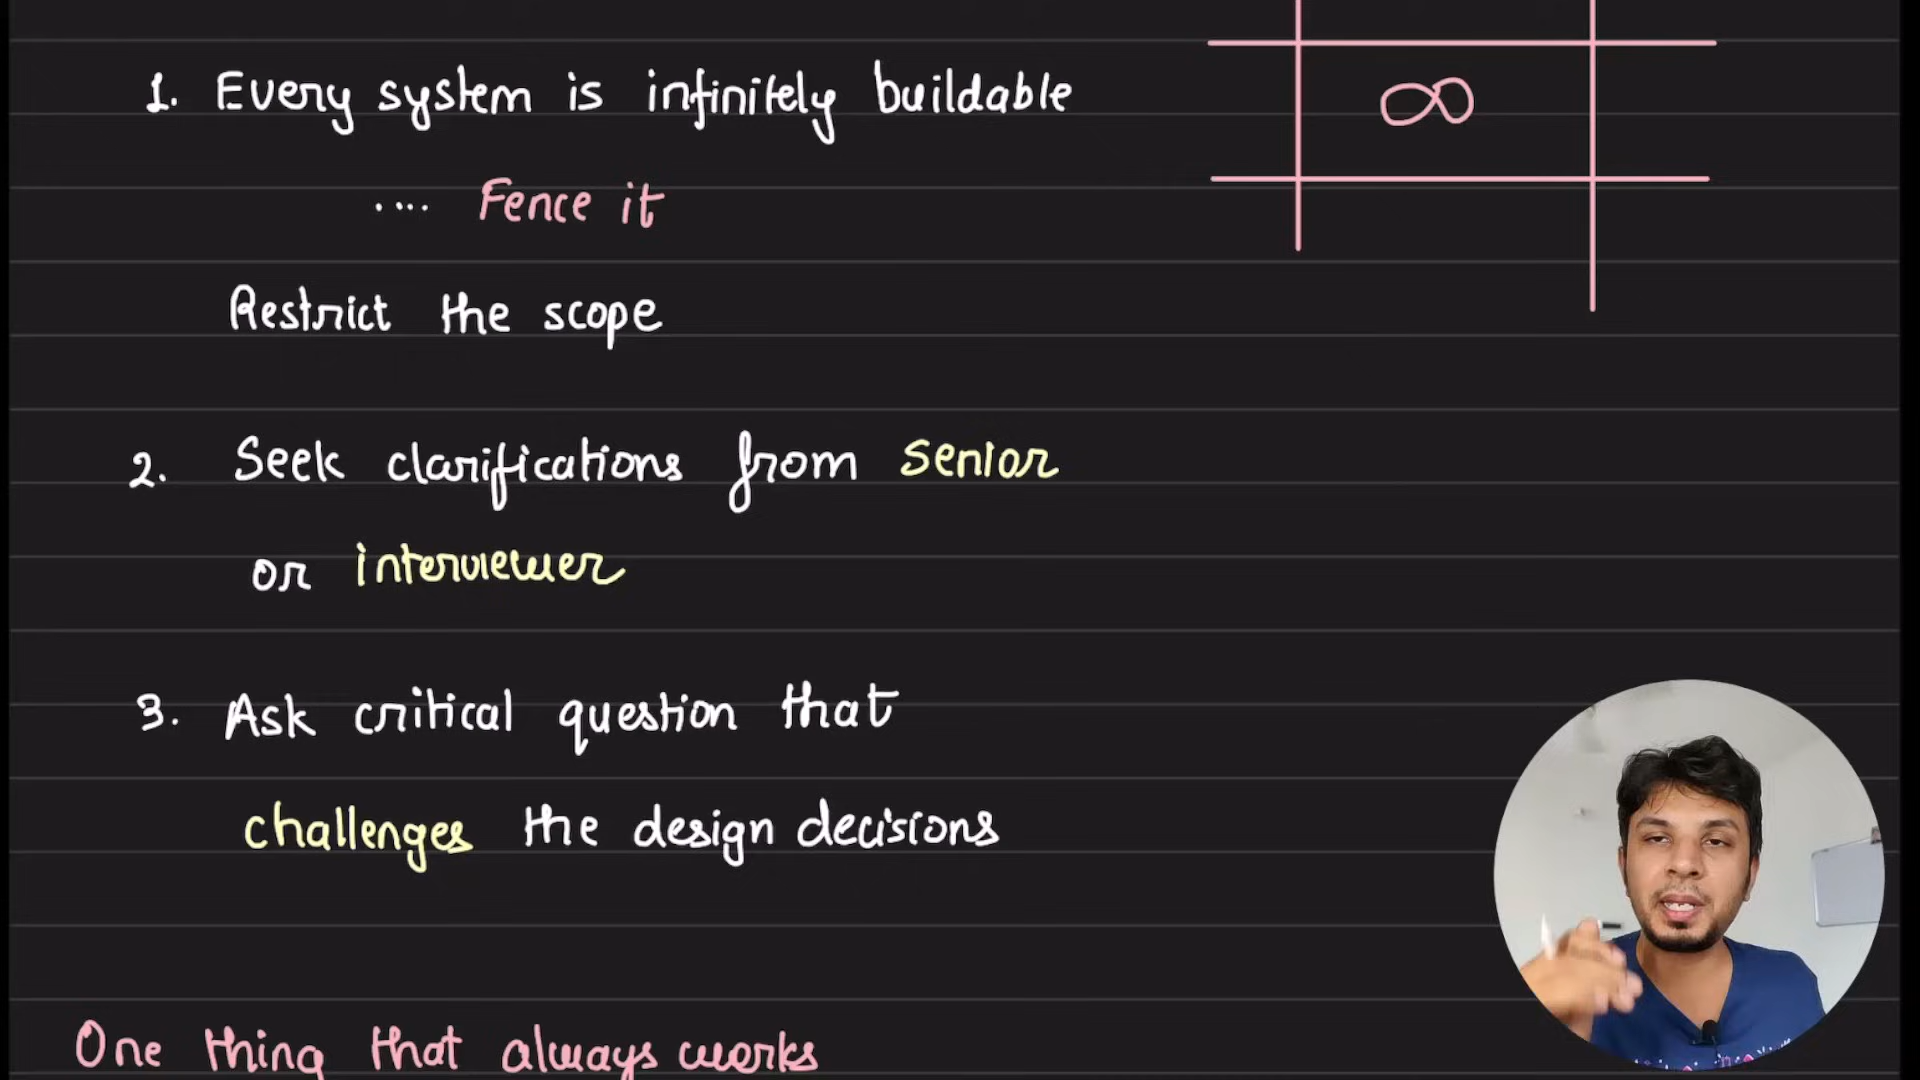 1. Every system is infinitely buildable
∞
.... Fence it
Restrict the scope
2. Seek clarifications from senior
or interviewer
3. Ask critical question that
challenges the design decisions
One thing that always works